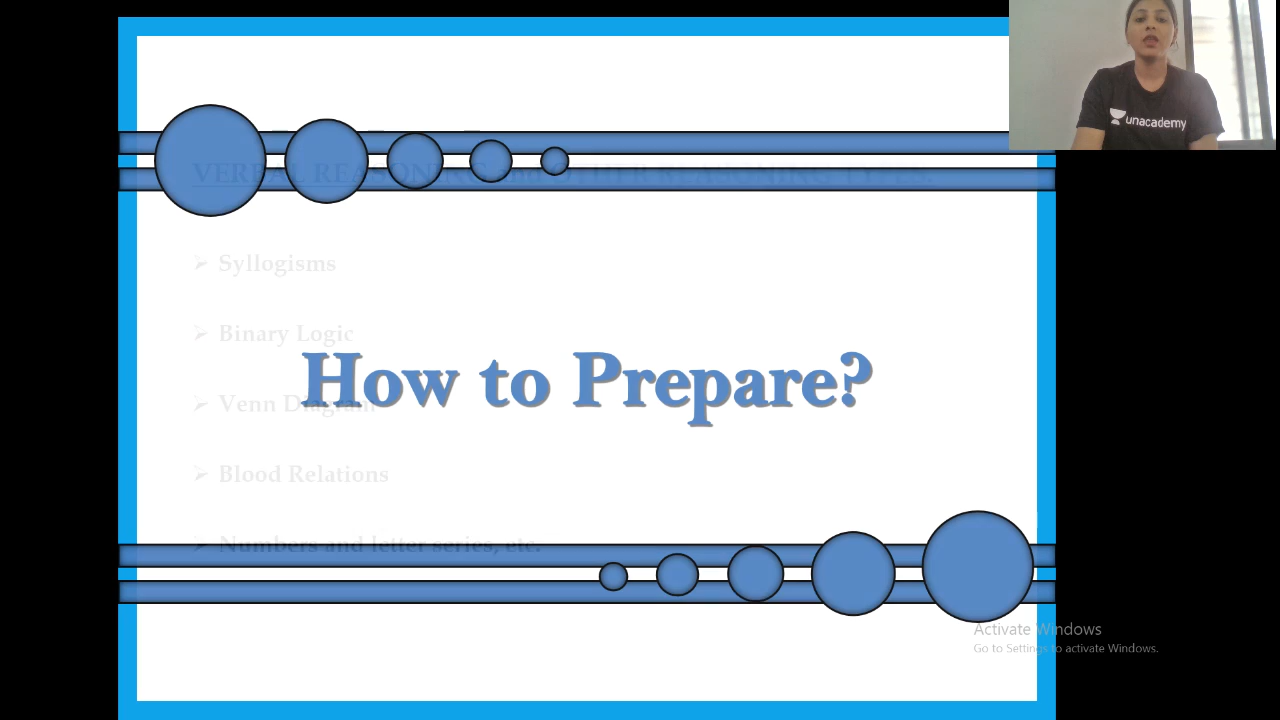 unacademy
VERBAL REASONING and OTHER REASONING TYPES.
➢ Syllogisms
➢ Binary Logic
How to Prepare?
➢ Venn Diagram
➢ Blood Relations
➢ Numbers and letter series, etc.
Activate Windows
Go to Settings to activate Windows.